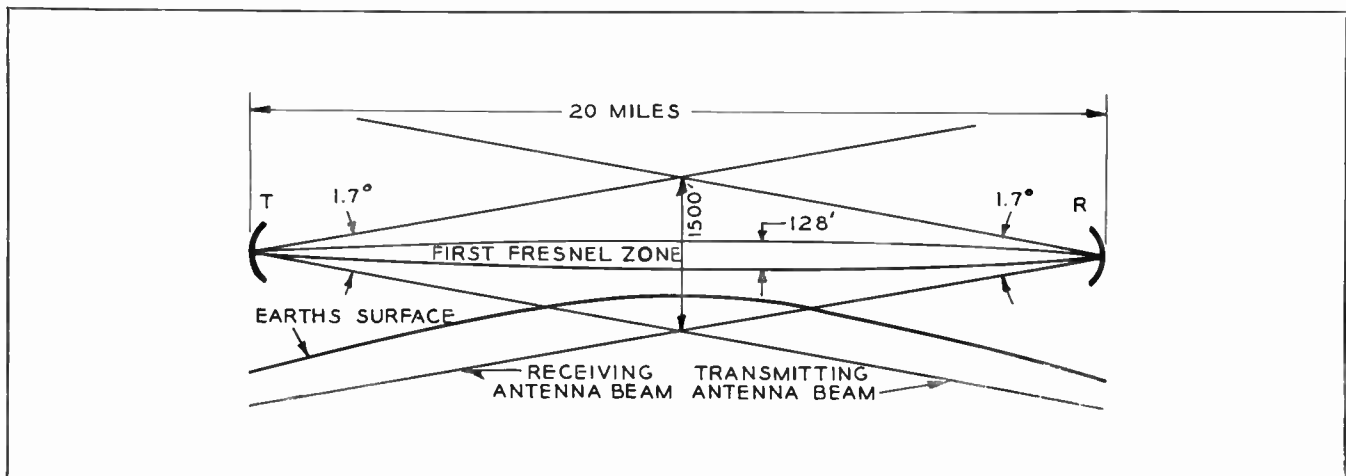 20 MILES
1.7°
T
1500'
128'
1.7°
R
FIRST FRESNEL ZONE
EARTHS SURFACE
RECEIVING
ANTENNA BEAM
TRANSMITTING
ANTENNA BEAM